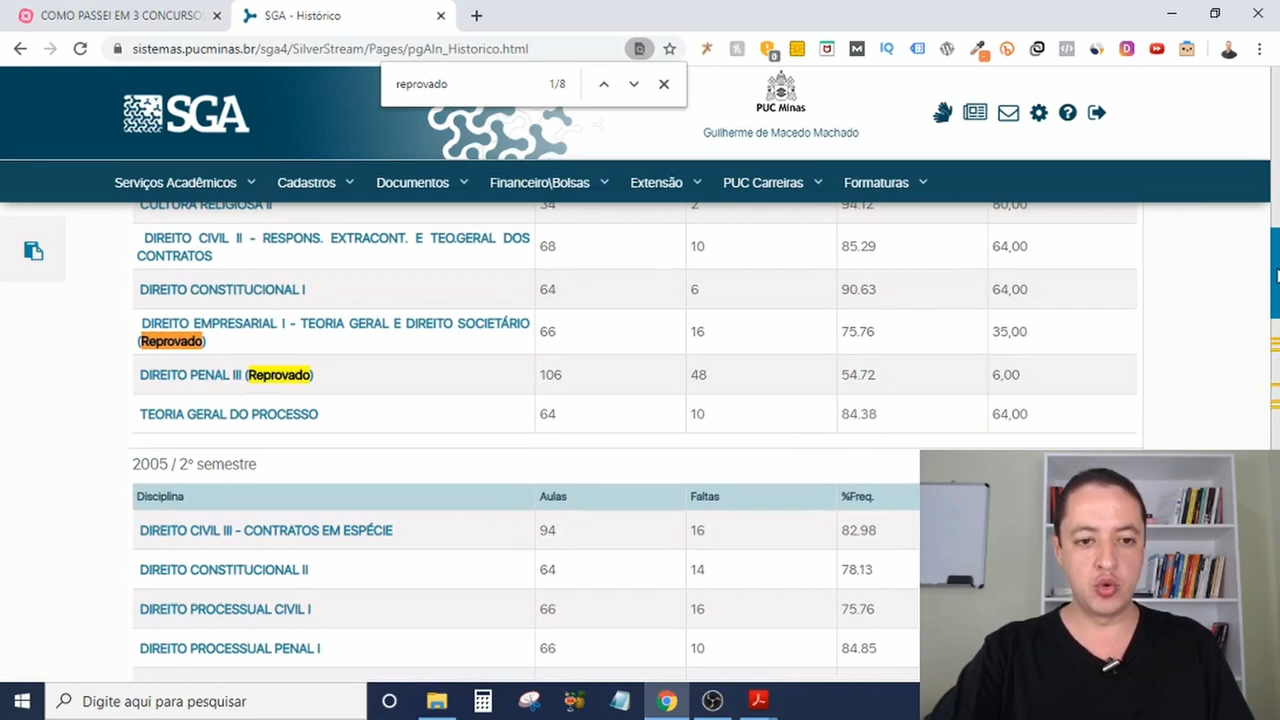 COMO PASSEI EM 3 CONCURSO
SGA - Histórico
sistemas.pucminas.br/sga4/SilverStream/Pages/pgAln_Historico.html
reprovado
1/8
SGA
PUC Minas
Guilherme de Macedo Machado
Serviços Acadêmicos
Cadastros
Documentos
Financeiro\Bolsas
Extensão
PUC Carreiras
Formaturas
CULTURA RELIGIOSA II 34 2 94.12 80,00
DIREITO CIVIL II - RESPONS. EXTRACONT. E TEO.GERAL DOS
CONTRATOS
68 10 85.29 64,00
DIREITO CONSTITUCIONAL I 64 6 90.63 64,00
DIREITO EMPRESARIAL I - TEORIA GERAL E DIREITO SOCIETÁRIO
(Reprovado)
66 16 75.76 35,00
DIREITO PENAL III (Reprovado) 106 48 54.72 6,00
TEORIA GERAL DO PROCESSO 64 10 84.38 64,00
2005 / 2º semestre
Disciplina Aulas Faltas %Freq.
DIREITO CIVIL III - CONTRATOS EM ESPÉCIE 94 16 82.98
DIREITO CONSTITUCIONAL II 64 14 78.13
DIREITO PROCESSUAL CIVIL I 66 16 75.76
DIREITO PROCESSUAL PENAL I 66 10 84.85
Digite aqui para pesquisar